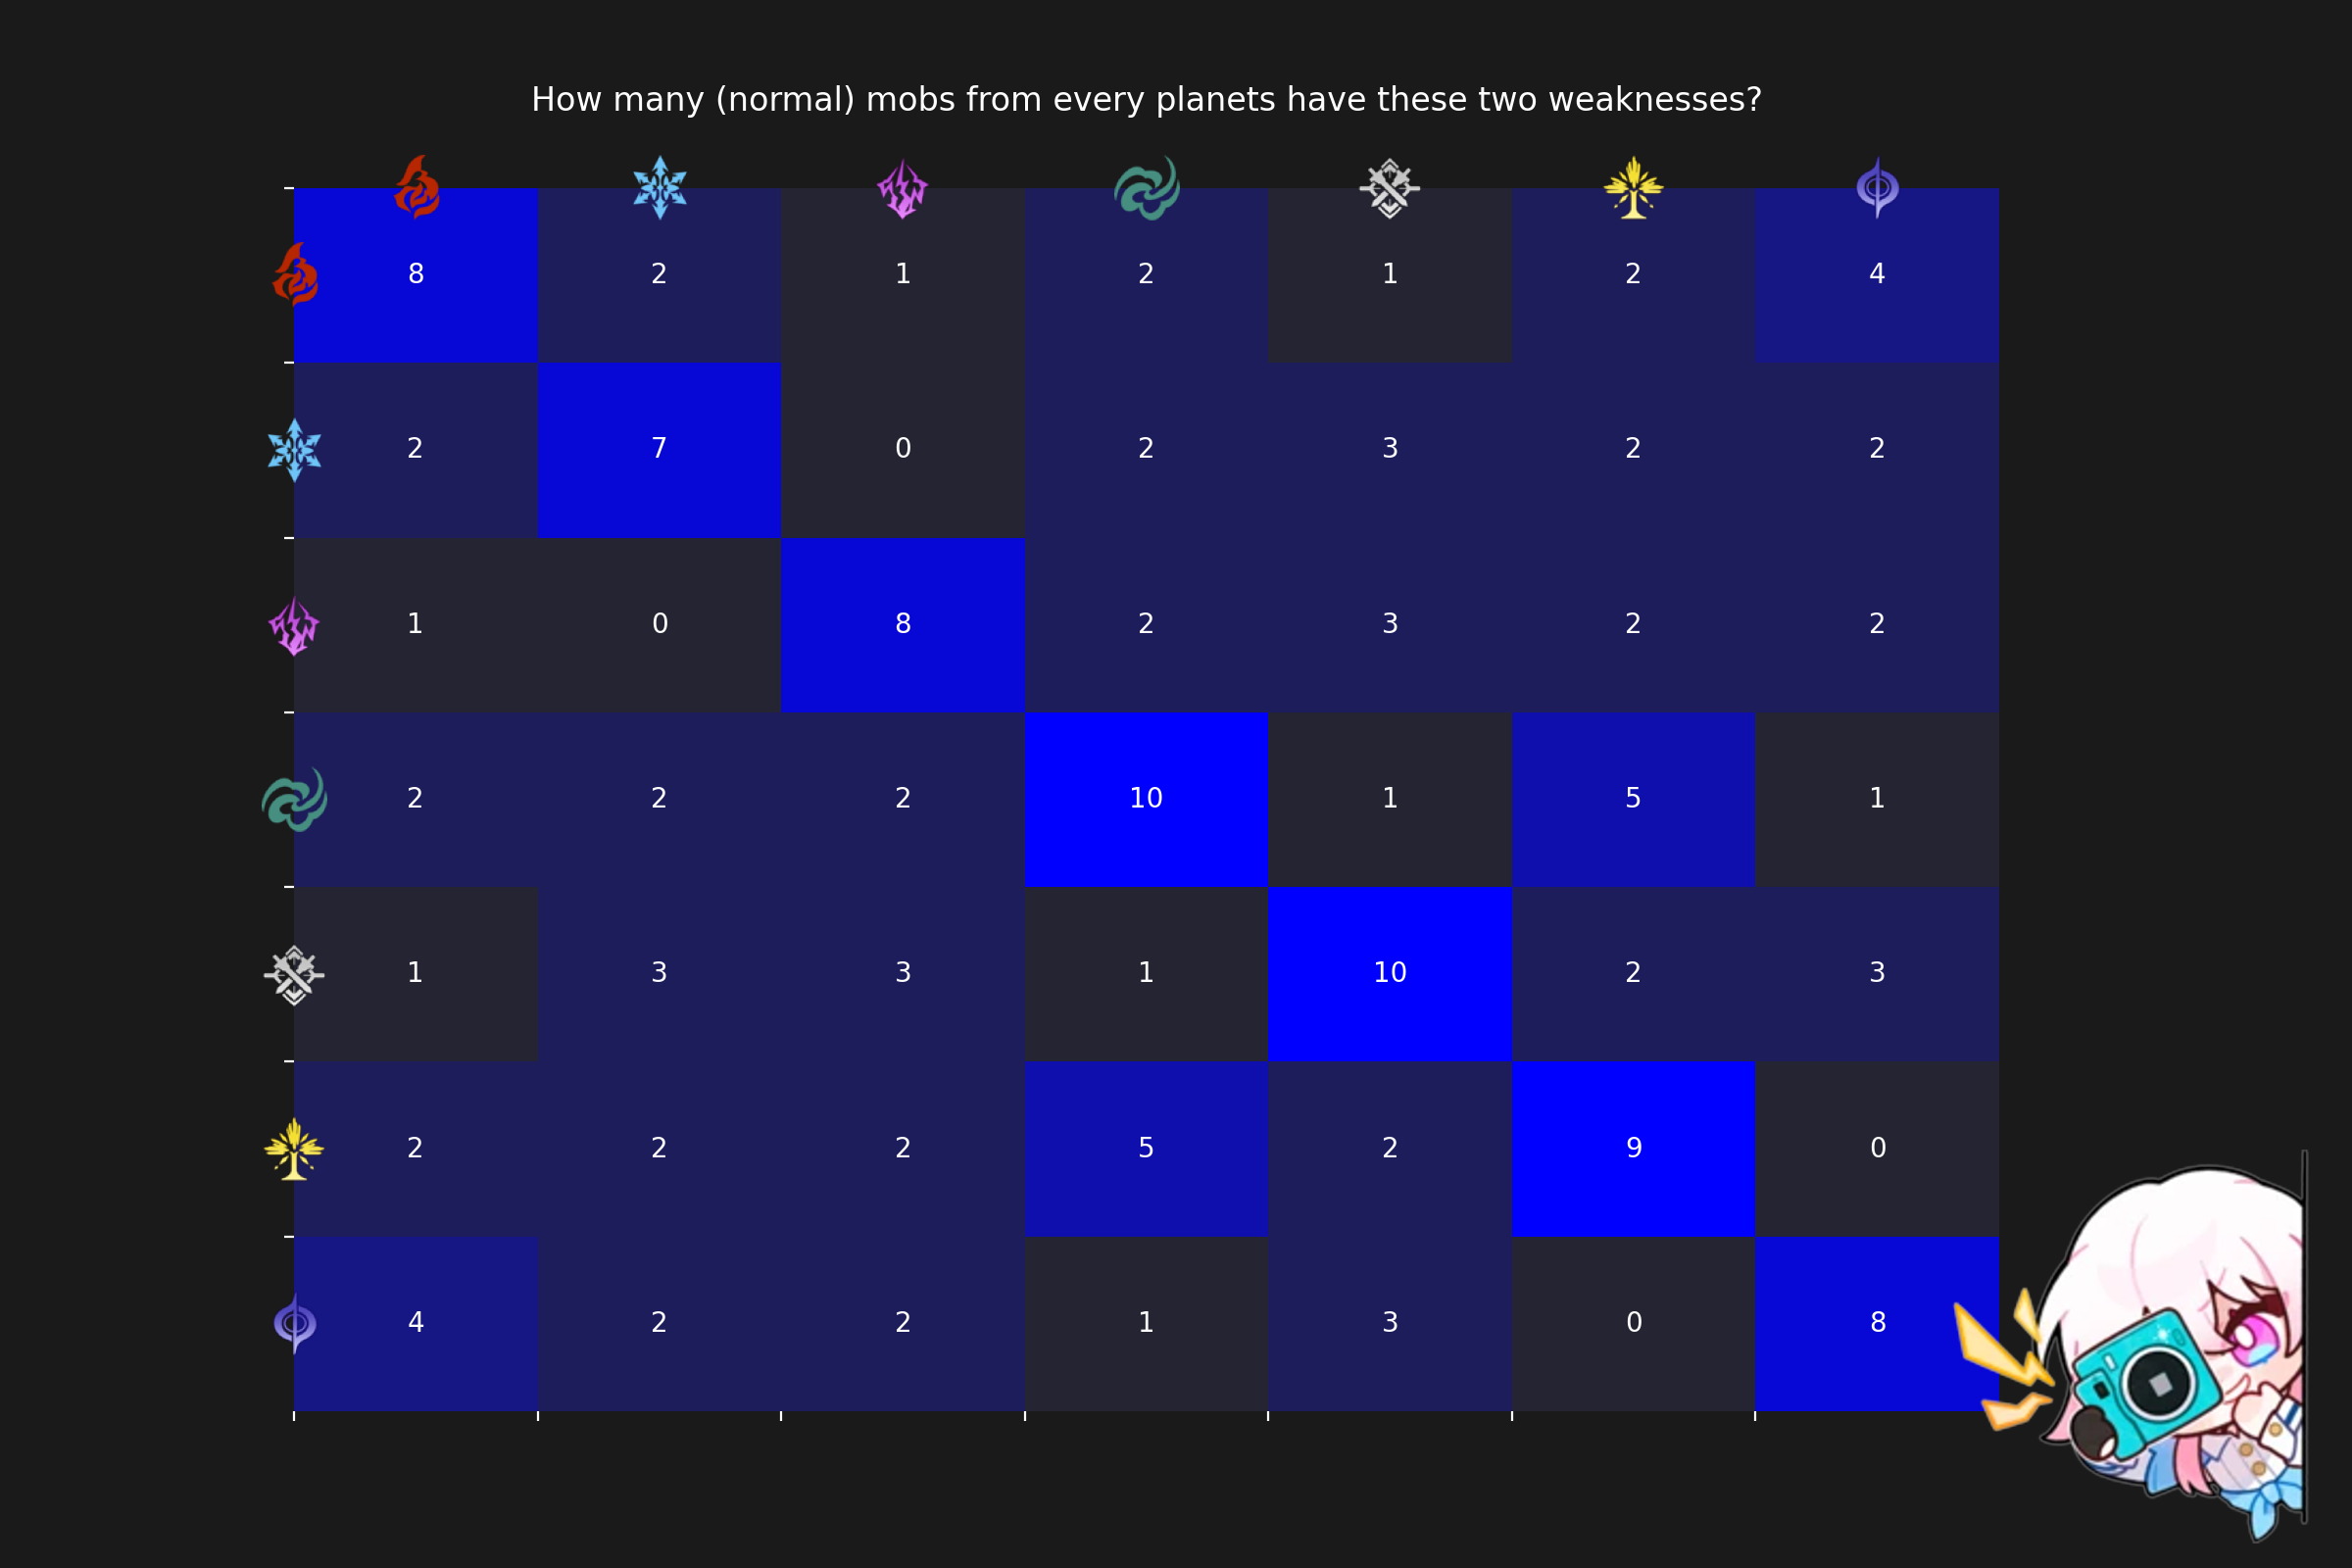 How many (normal) mobs from every planets have these two weaknesses?
8 2 1 2 1 2 4
2 7 0 2 3 2 2
1 0 8 2 3 2 2
2 2 2 10 1 5 1
1 3 3 1 10 2 3
2 2 2 5 2 9 0
4 2 2 1 3 0 8